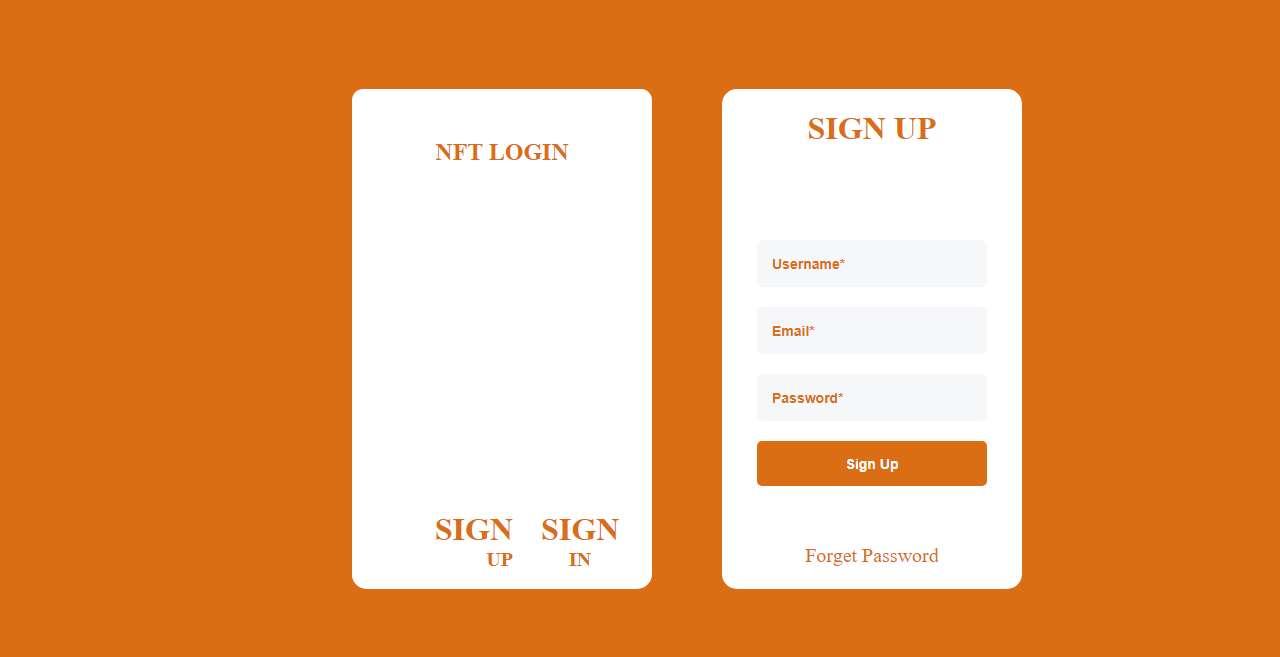 NFT LOGIN
SIGN UP
SIGN IN
SIGN UP
Username*
Email*
Password*
Sign Up
Forget Password